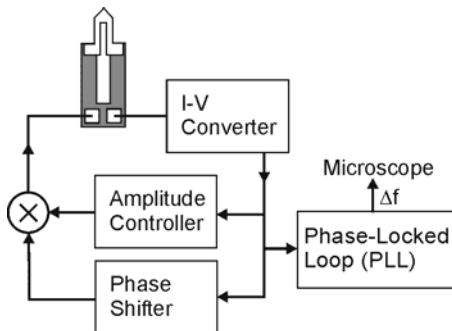 I-V
Converter
Microscope
Δf
Amplitude
Controller
Phase-Locked
Loop (PLL)
Phase
Shifter